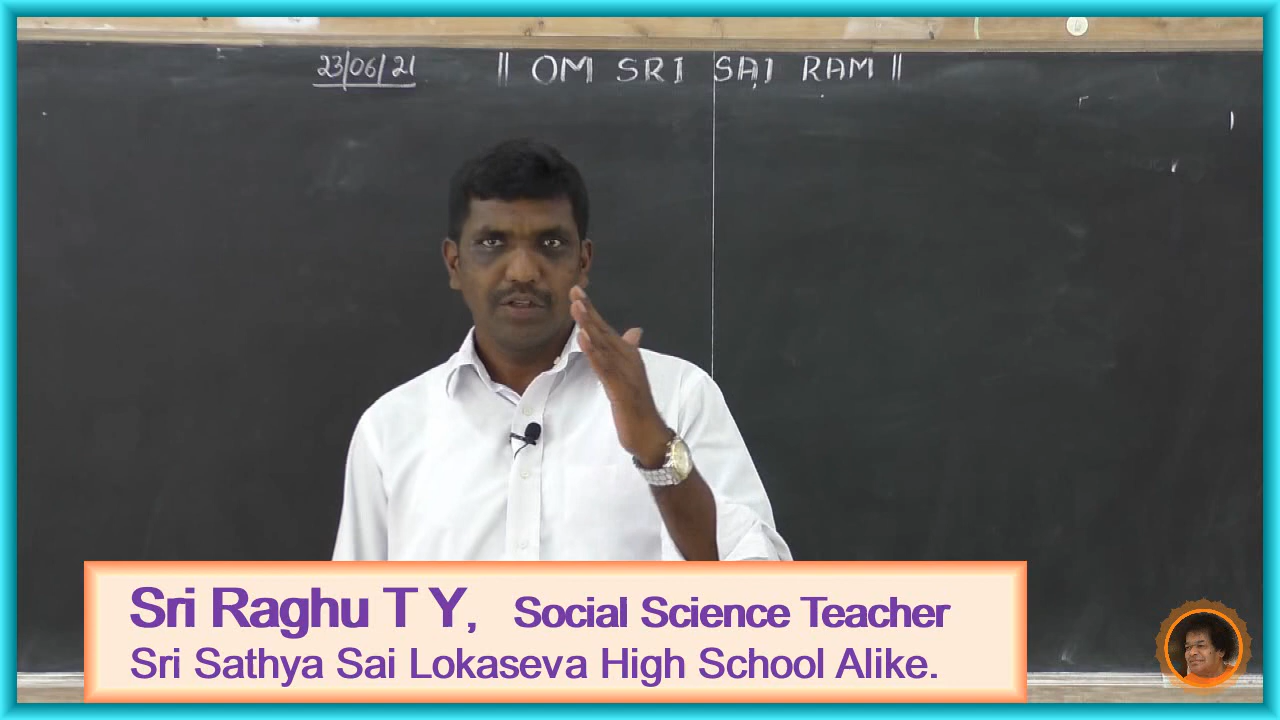 23/06/21 || OM SRI SAI RAM ||
Sri Raghu T Y, Social Science Teacher
Sri Sathya Sai Lokaseva High School Alike.